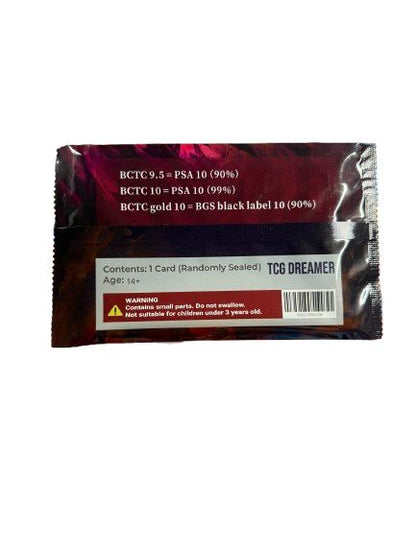 BCTC 9.5 = PSA 10 (90%)
BCTC 10 = PSA 10 (99%)
BCTC gold 10 = BGS black label 10 (90%)
Contents: 1 Card (Randomly Sealed) TCG DREAMER
Age: 14+
WARNING
Contains small parts. Do not swallow.
Not suitable for children under 3 years old.